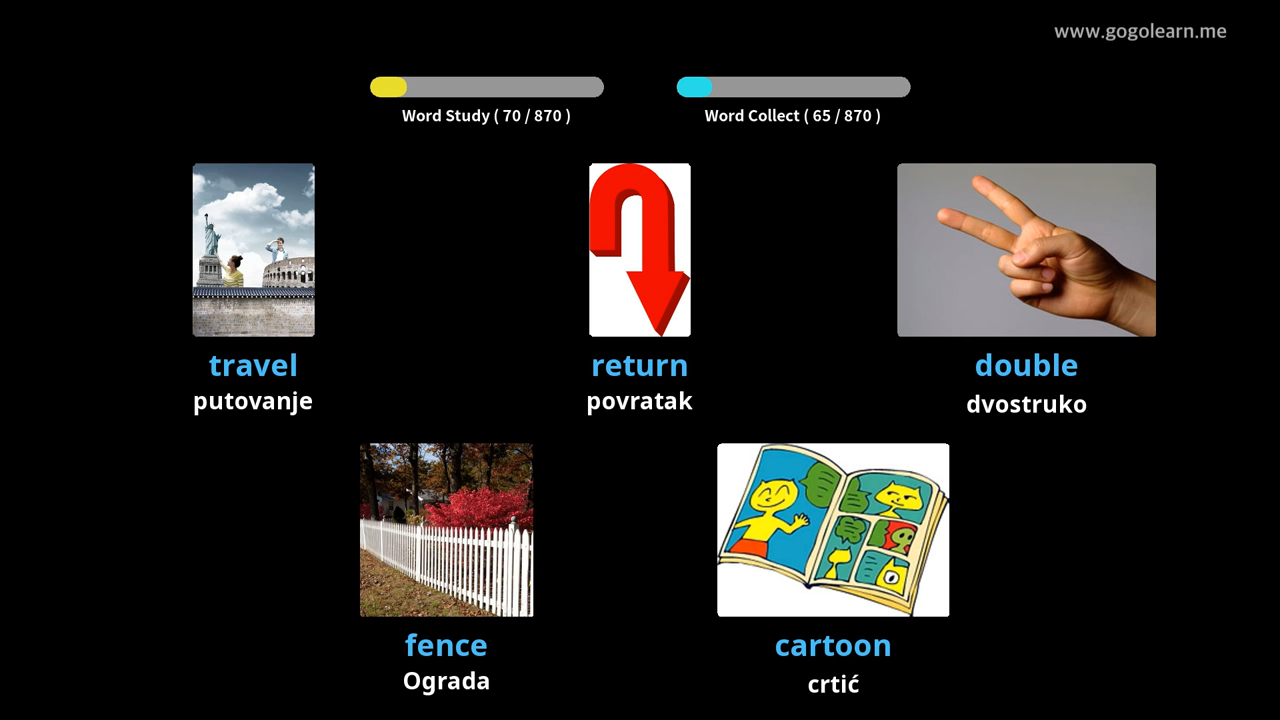 www.gogolearn.me
Word Study ( 70 / 870 )
Word Collect ( 65 / 870 )
travel
putovanje
return
povratak
double
dvostruko
fence
Ograda
cartoon
crtić